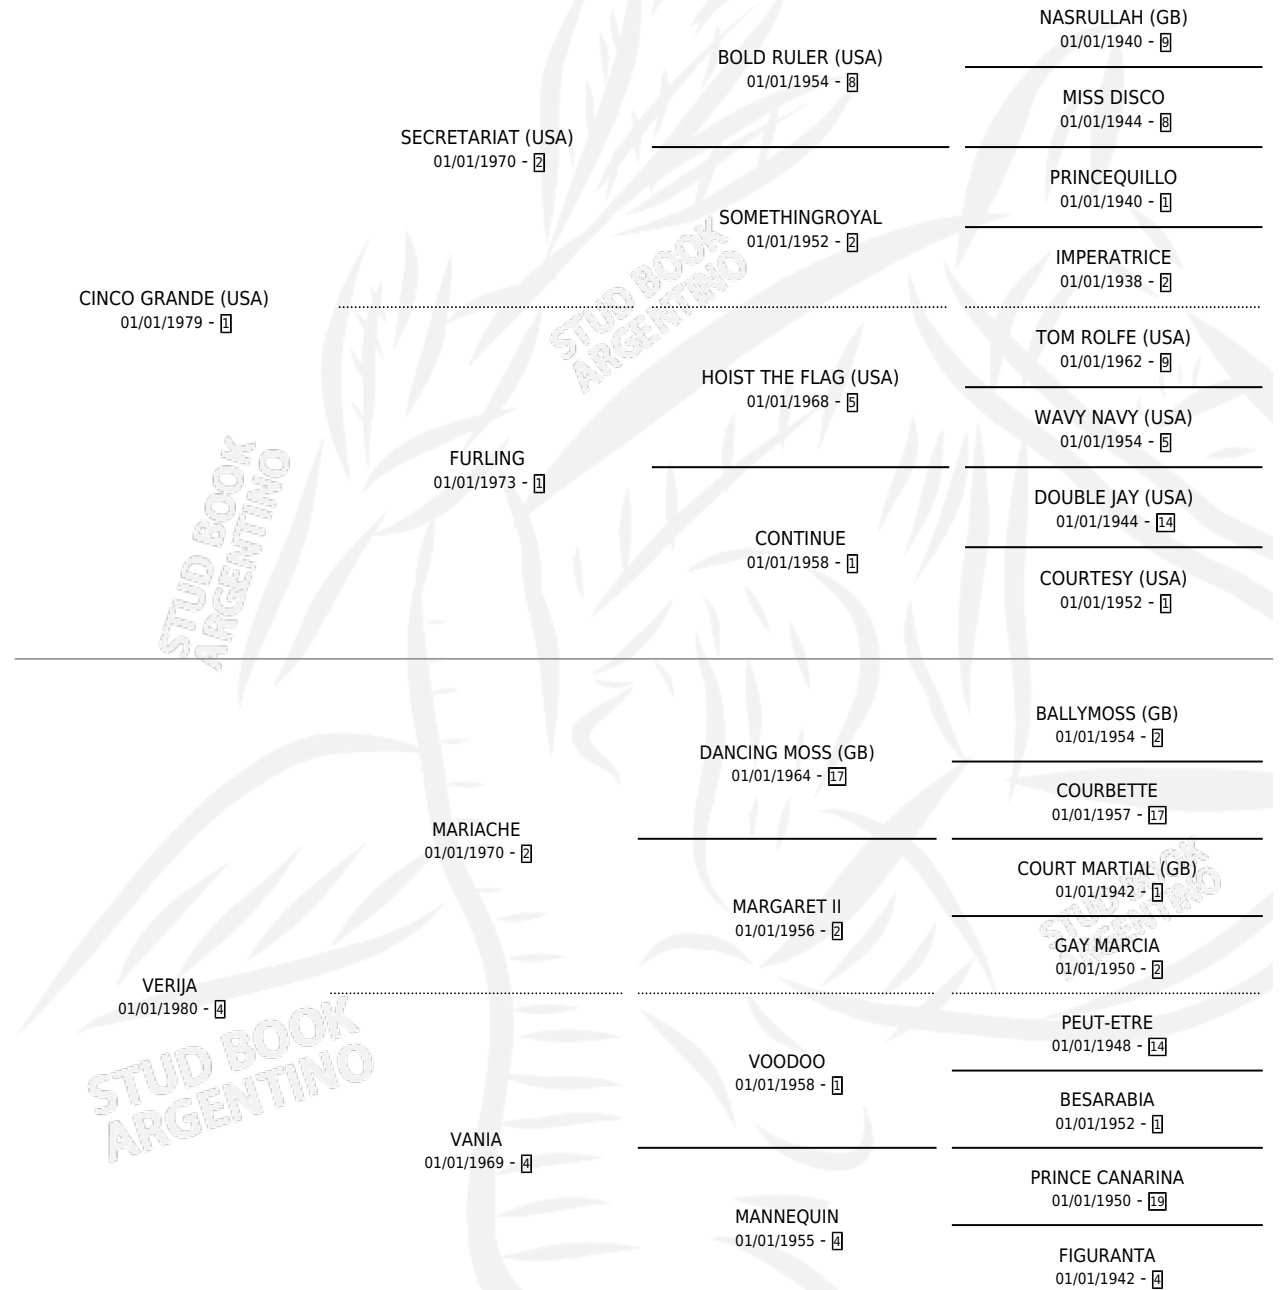 CINCO GRANDE (USA)
01/01/1979 - 1
SECRETARIAT (USA)
01/01/1970 - 2
BOLD RULER (USA)
01/01/1954 - 8
NASRULLAH (GB)
01/01/1940 - 9
MISS DISCO
01/01/1944 - 8
SOMETHINGROYAL
01/01/1952 - 2
PRINCEQUILLO
01/01/1940 - 1
IMPERATRICE
01/01/1938 - 2
FURLING
01/01/1973 - 1
HOIST THE FLAG (USA)
01/01/1968 - 5
TOM ROLFE (USA)
01/01/1962 - 9
WAVY NAVY (USA)
01/01/1954 - 5
CONTINUE
01/01/1958 - 1
DOUBLE JAY (USA)
01/01/1944 - 14
COURTESY (USA)
01/01/1952 - 1
VERIJA
01/01/1980 - 4
MARIACHE
01/01/1970 - 2
DANCING MOSS (GB)
01/01/1964 - 17
BALLYMOSS (GB)
01/01/1954 - 2
COURBETTE
01/01/1957 - 17
MARGARET II
01/01/1956 - 2
COURT MARTIAL (GB)
01/01/1942 - 1
GAY MARCIA
01/01/1950 - 2
VANIA
01/01/1969 - 4
VOODOO
01/01/1958 - 1
PEUT-ETRE
01/01/1948 - 14
BESARABIA
01/01/1952 - 1
MANNEQUIN
01/01/1955 - 4
PRINCE CANARINA
01/01/1950 - 19
FIGURANTA
01/01/1942 - 4
STUD BOOK
ARGENTINO
STUD BOOK
ARGENTINO
STUD BOOK
ARGENTINO
STUD BOOK
ARGENTINO